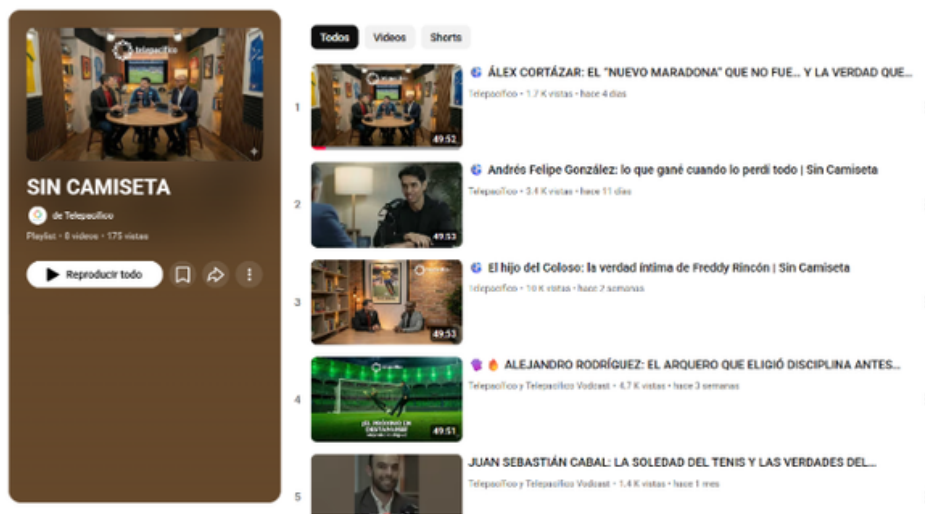 telepacífico
SIN CAMISETA
de Telepacífico
Playlist • 8 videos • 175 vistas
Reproducir todo
Todos
Videos
Shorts
1
49:52
ÁLEX CORTÁZAR: EL “NUEVO MARADONA” QUE NO FUE... Y LA VERDAD QUE...
Telepacífico • 1.7 K vistas • hace 4 días
2
49:53
Andrés Felipe González: lo que gané cuando lo perdí todo | Sin Camiseta
Telepacífico • 3.4 K vistas • hace 11 días
3
49:53
El hijo del Coloso: la verdad íntima de Freddy Rincón | Sin Camiseta
Telepacífico • 10 K vistas • hace 2 semanas
4
¡EL PRÓXIMO EN
49:51
ALEJANDRO RODRÍGUEZ: EL ARQUERO QUE ELIGIÓ DISCIPLINA ANTES...
Telepacífico y Telepacífico Vodcast • 4.7 K vistas • hace 3 semanas
5
JUAN SEBASTIÁN CABAL: LA SOLEDAD DEL TENIS Y LAS VERDADES DEL...
Telepacífico y Telepacífico Vodcast • 1.4 K vistas • hace 1 mes